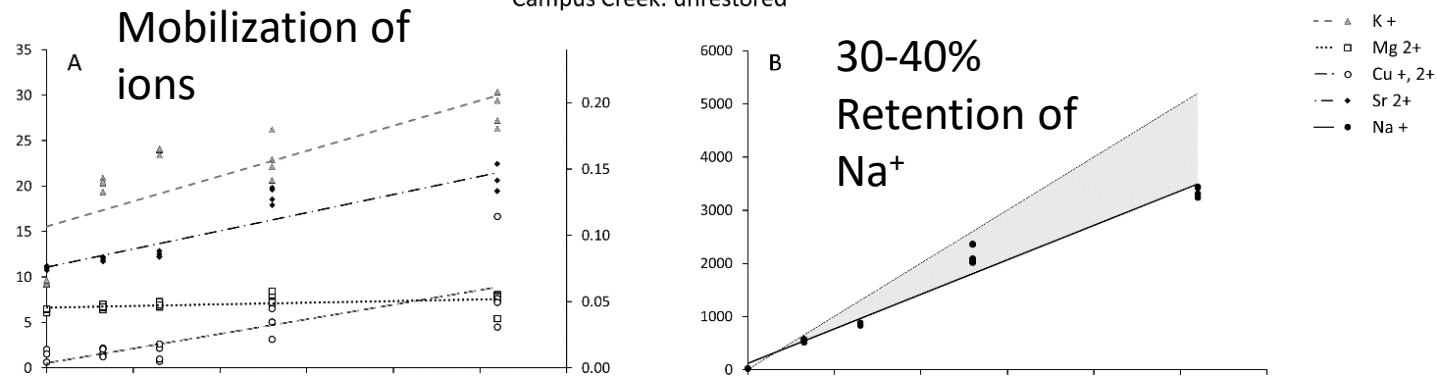 Campus Creek: unrestored
Mobilization of
ions
A
35
30
25
20
15
10
5
0
0.20
0.15
0.10
0.05
0.00
30-40%
Retention of
Na⁺
B
6000
5000
4000
3000
2000
1000
0
K +
Mg 2+
Cu +, 2+
Sr 2+
Na +